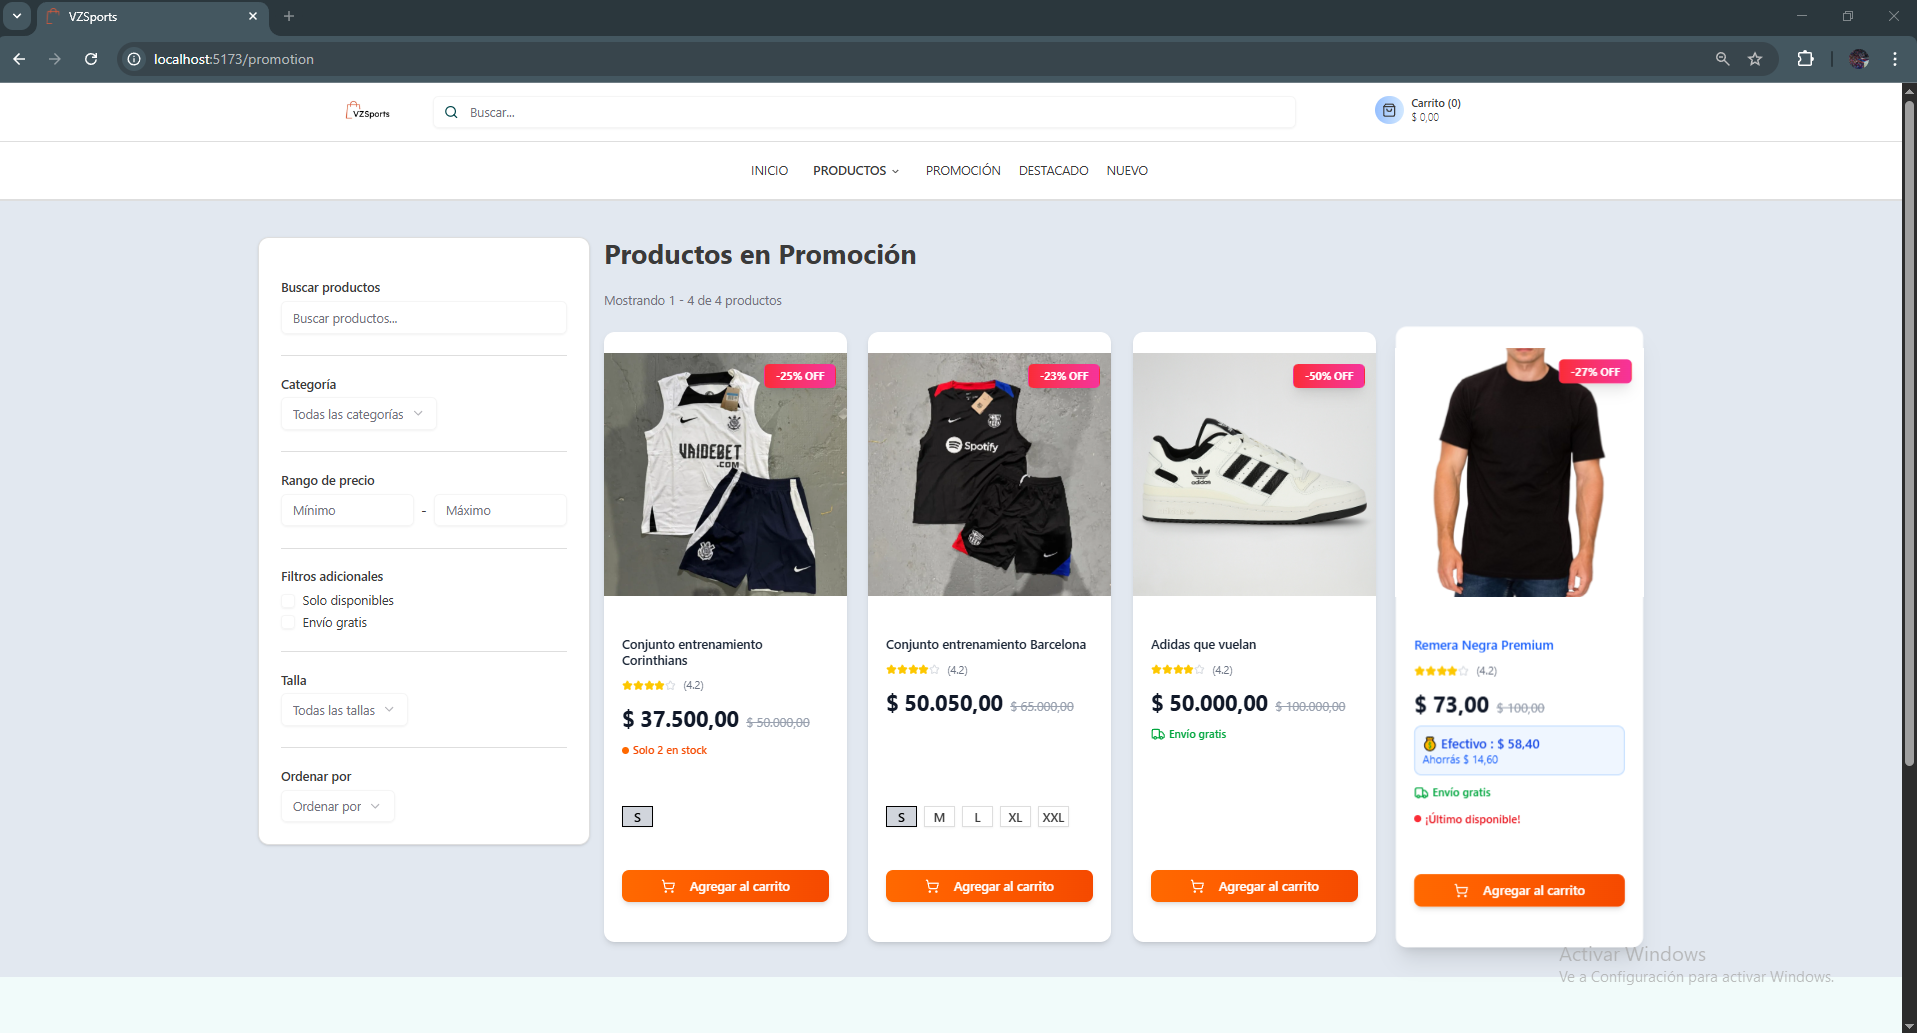 VZSports
localhost:5173/promotion
VZSports
Buscar...
Carrito (0)
$ 0,00
INICIO
PRODUCTOS
PROMOCIÓN
DESTACADO
NUEVO
Buscar productos
Buscar productos...
Categoría
Todas las categorías
Rango de precio
Mínimo
-
Máximo
Filtros adicionales
Solo disponibles
Envío gratis
Talla
Todas las tallas
Ordenar por
Ordenar por
Productos en Promoción
Mostrando 1 - 4 de 4 productos
-25% OFF
VAIDEBET
.COM
Conjunto entrenamiento
Corinthians
(4.2)
$ 37.500,00 $ 50.000,00
Solo 2 en stock
S
Agregar al carrito
-23% OFF
Spotify
Conjunto entrenamiento Barcelona
(4.2)
$ 50.050,00 $ 65.000,00
S M L XL XXL
Agregar al carrito
-50% OFF
adidas
Adidas que vuelan
(4.2)
$ 50.000,00 $ 100.000,00
Envío gratis
Agregar al carrito
-27% OFF
Remera Negra Premium
(4.2)
$ 73,00 $ 100,00
Efectivo : $ 58,40
Ahorrás $ 14,60
Envío gratis
¡Último disponible!
Agregar al carrito
Activar Windows
Ve a Configuración para activar Windows.